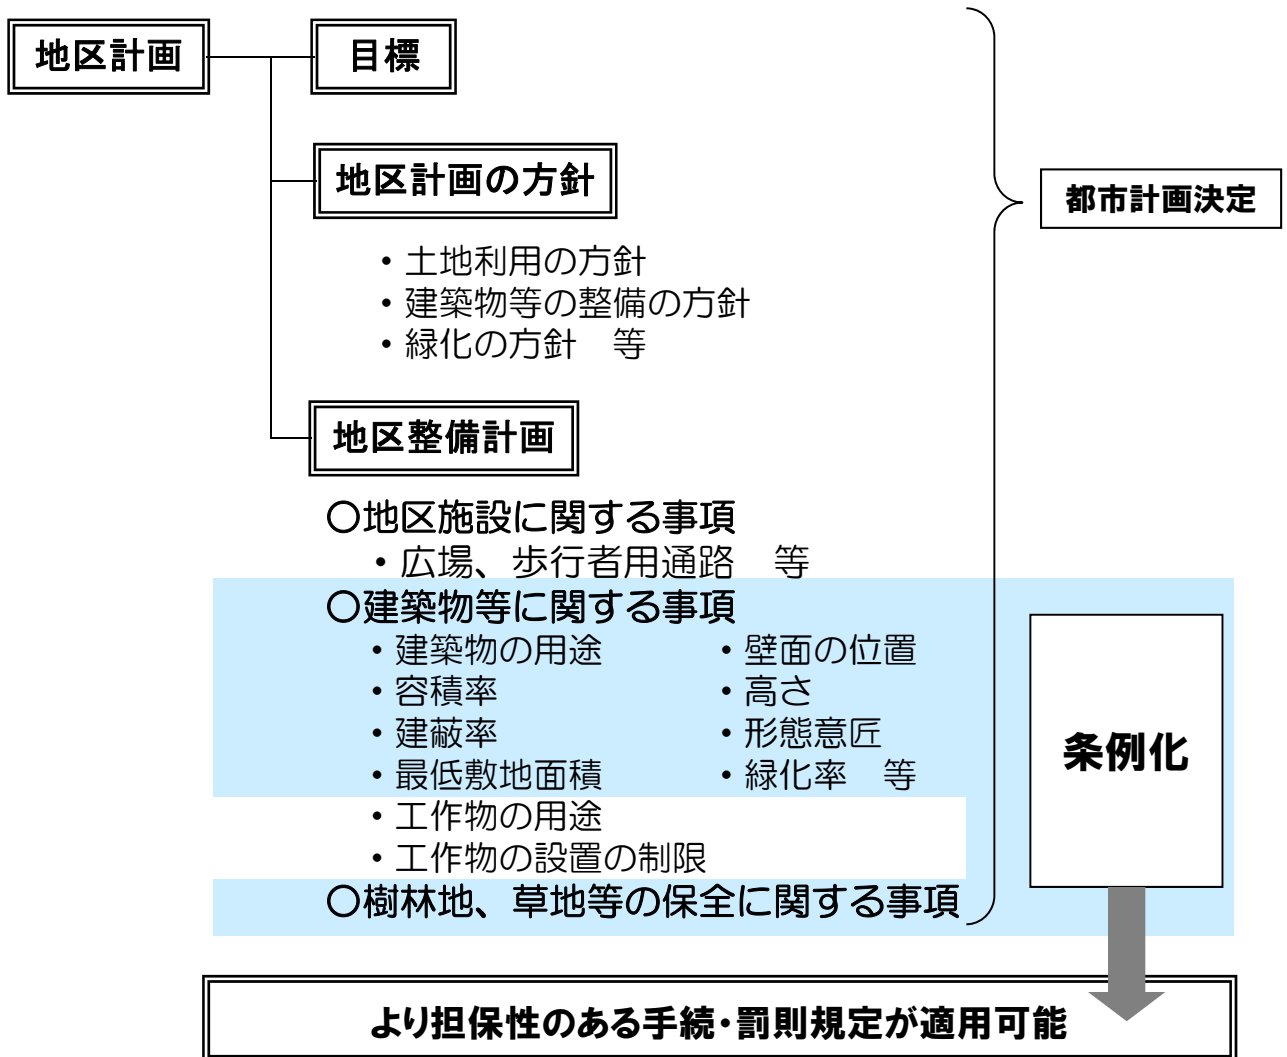 地区計画
目標
地区計画の方針
・土地利用の方針
・建築物等の整備の方針
・緑化の方針　等
都市計画決定
地区整備計画
〇地区施設に関する事項
・広場、歩行者用通路　等
〇建築物等に関する事項
・建築物の用途　・壁面の位置
・容積率　・高さ
・建蔽率　・形態意匠
・最低敷地面積　・緑化率　等
・工作物の用途
・工作物の設置の制限
〇樹林地、草地等の保全に関する事項
条例化
より担保性のある手続・罰則規定が適用可能